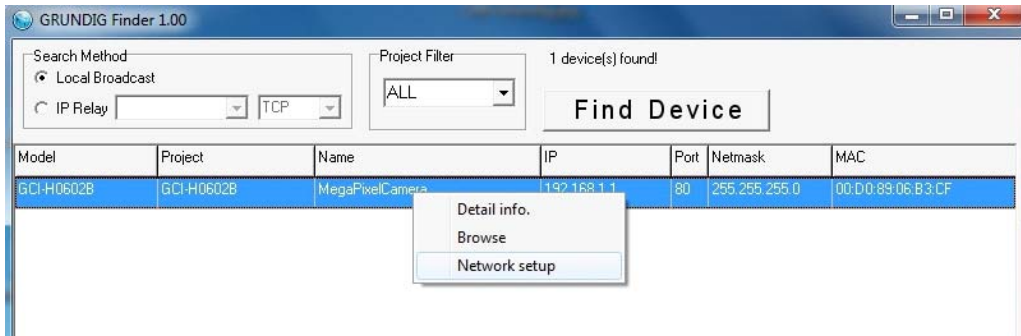 GRUNDIG Finder 1.00
Search Method
Local Broadcast
IP Relay TCP
Project Filter
ALL
1 device(s) found!
Find Device
Model Project Name IP Port Netmask MAC
GCI-H0602B GCI-H0602B MegaPixelCamera 192.168.1.1 80 255.255.255.0 00:D0:89:06:B3:CF
Detail info.
Browse
Network setup